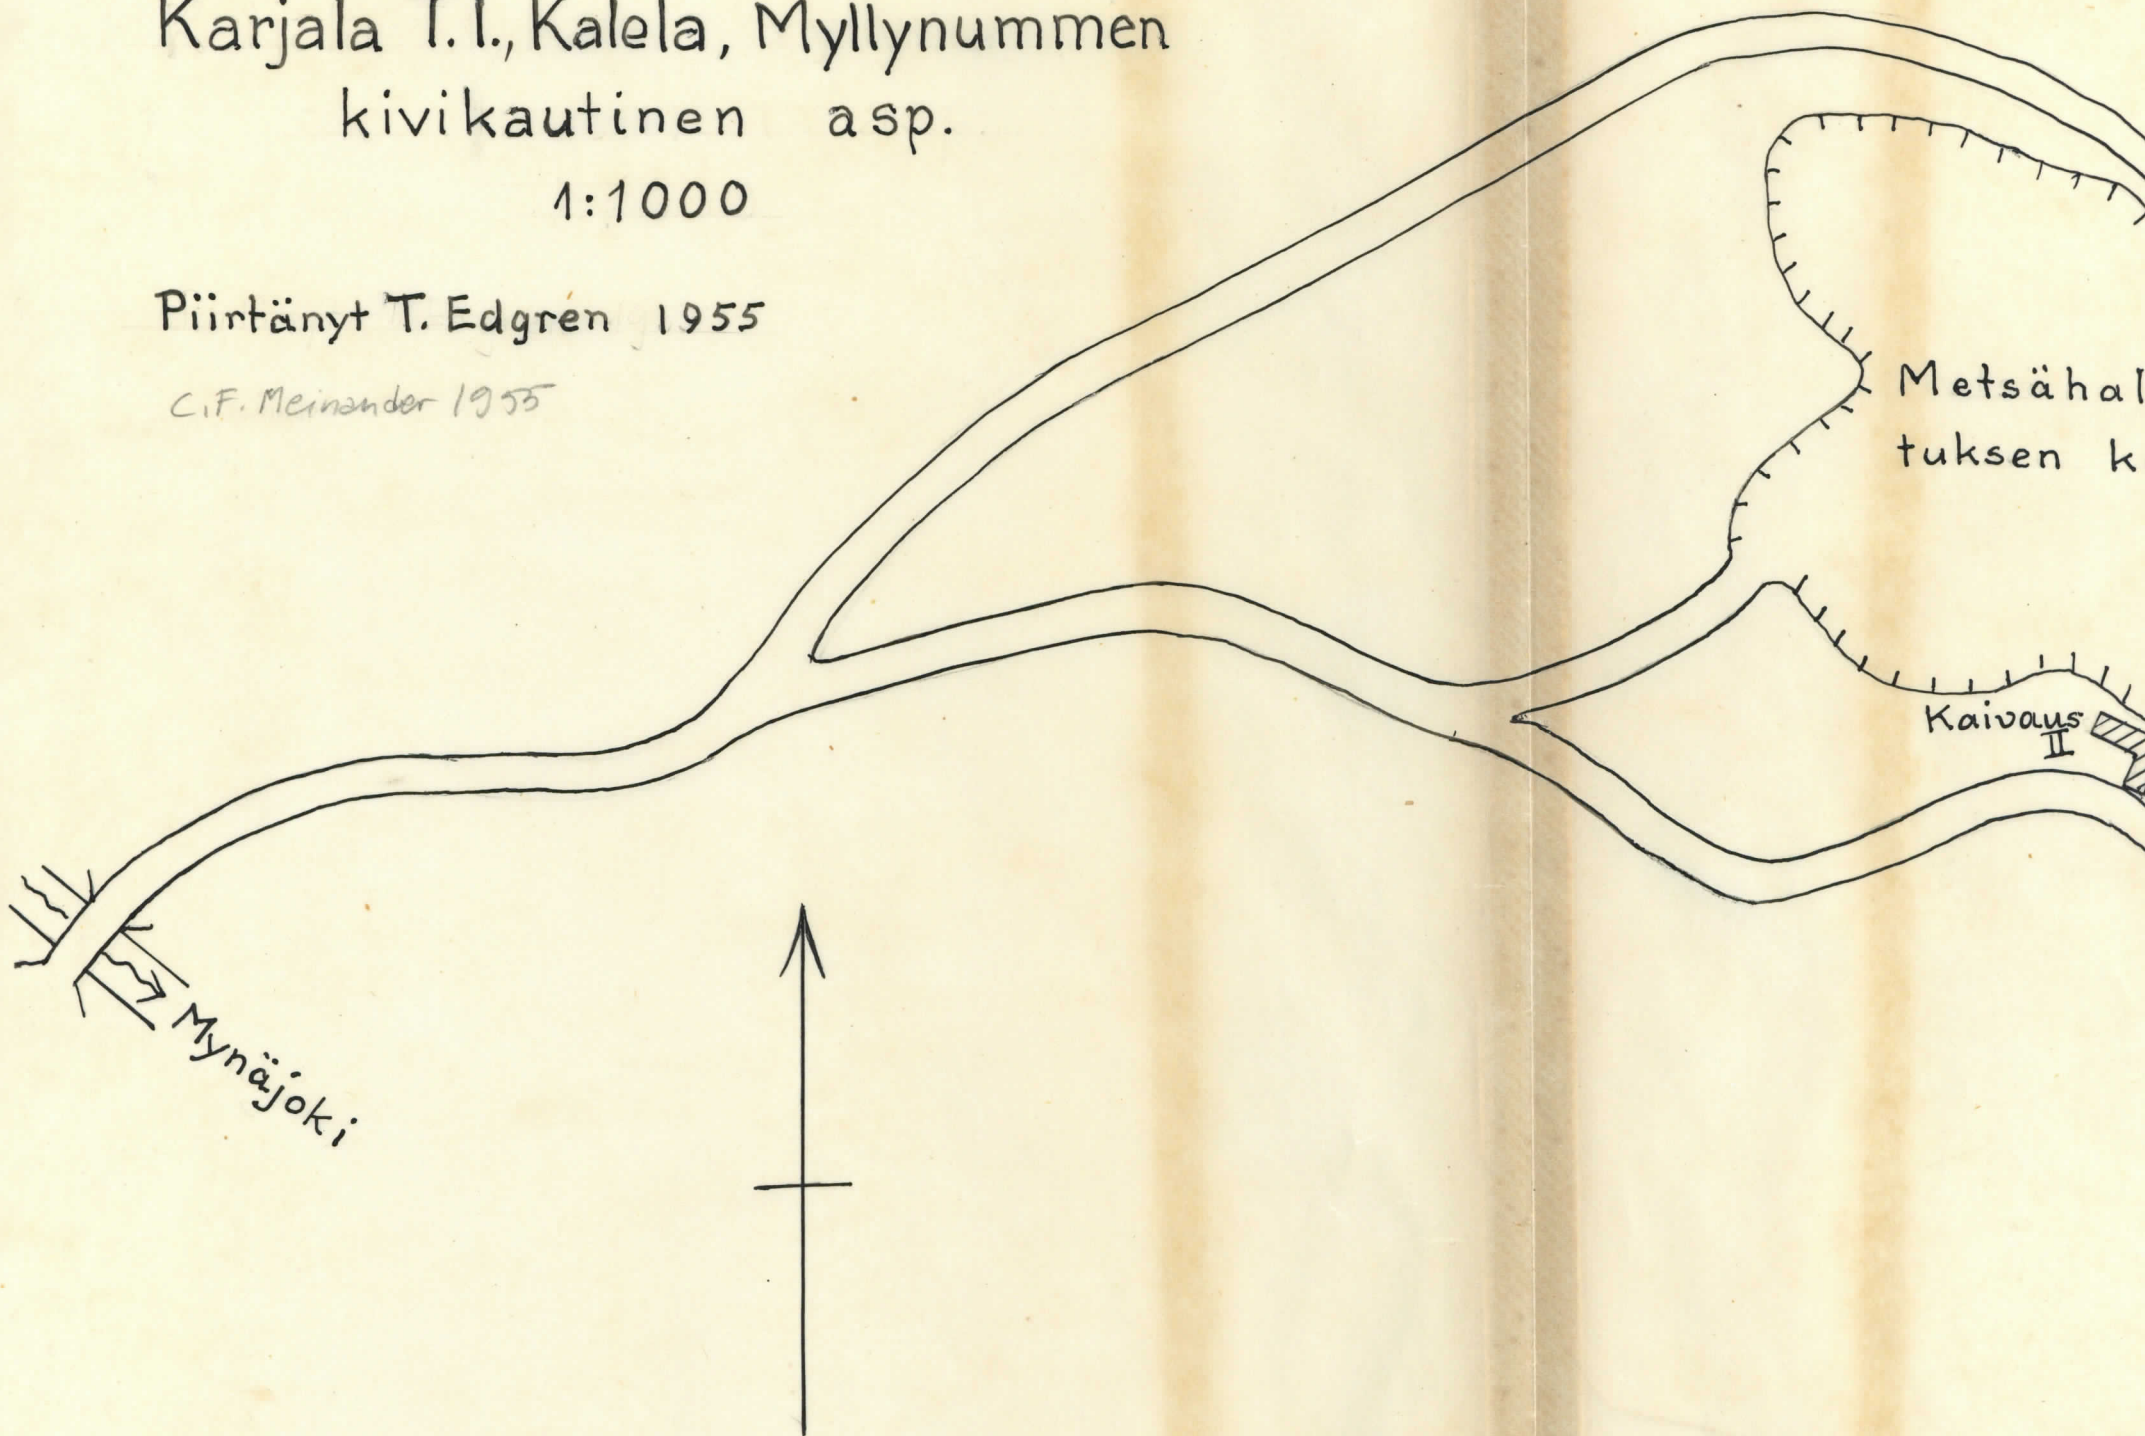 Karjala T.l., Kalela, Myllynummen
kivikautinen asp.
1:1000
Piirtänyt T. Edgren 1955
C.F. Meinander 1955
Metsähal
tuksen k
Kaivaus
II
Mynäjoki